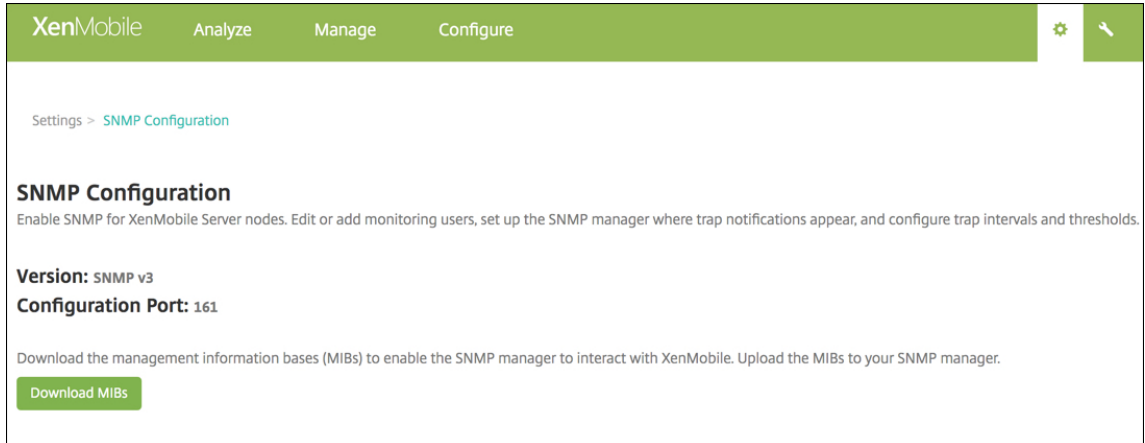 XenMobile Analyze Manage Configure
Settings > SNMP Configuration
SNMP Configuration
Enable SNMP for XenMobile Server nodes. Edit or add monitoring users, set up the SNMP manager where trap notifications appear, and configure trap intervals and thresholds.
Version: SNMP v3
Configuration Port: 161
Download the management information bases (MIBs) to enable the SNMP manager to interact with XenMobile. Upload the MIBs to your SNMP manager.
Download MIBs